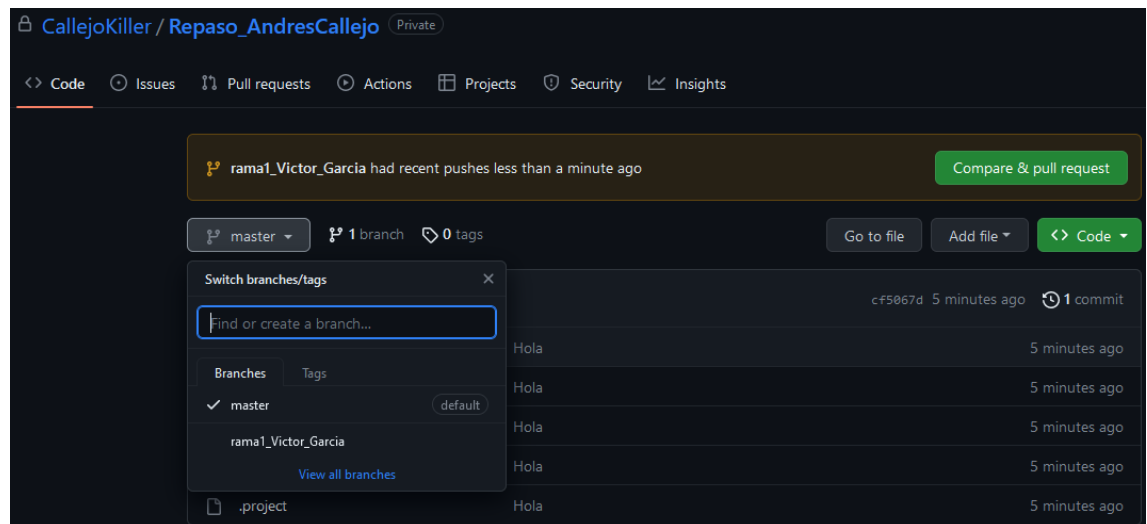 CallejoKiller / Repaso_AndresCallejo Private
<> Code Issues Pull requests Actions Projects Security Insights
rama1_Victor_Garcia had recent pushes less than a minute ago Compare & pull request
master 1 branch 0 tags Go to file Add file <> Code
Switch branches/tags
cf5067d 5 minutes ago 1 commit
Find or create a branch...
Hola 5 minutes ago
Branches Tags
Hola 5 minutes ago
master default
Hola 5 minutes ago
rama1_Victor_Garcia
Hola 5 minutes ago
View all branches
.project Hola 5 minutes ago